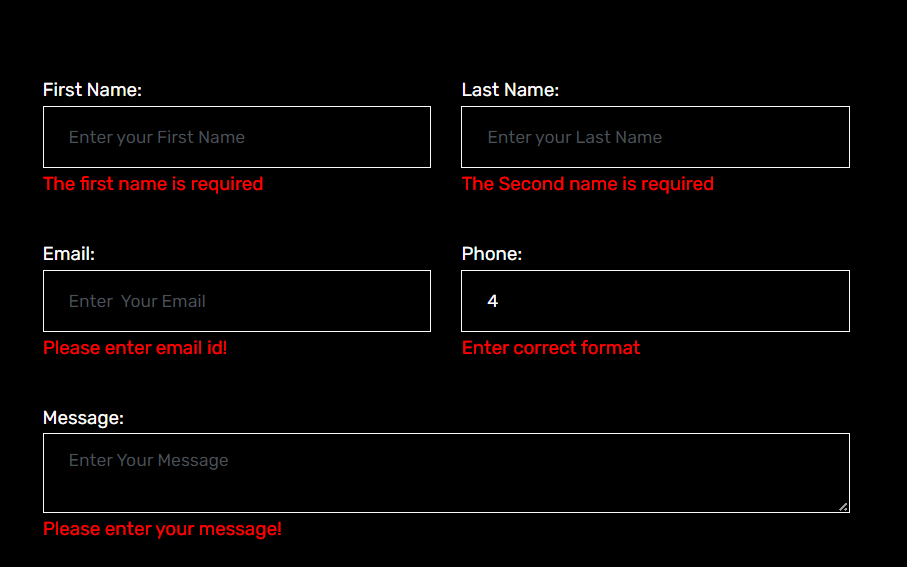 First Name:
Last Name:
Enter your First Name
Enter your Last Name
The first name is required
The Second name is required
Email:
Phone:
Enter  Your Email
4
Please enter email id!
Enter correct format
Message:
Enter Your Message
Please enter your message!